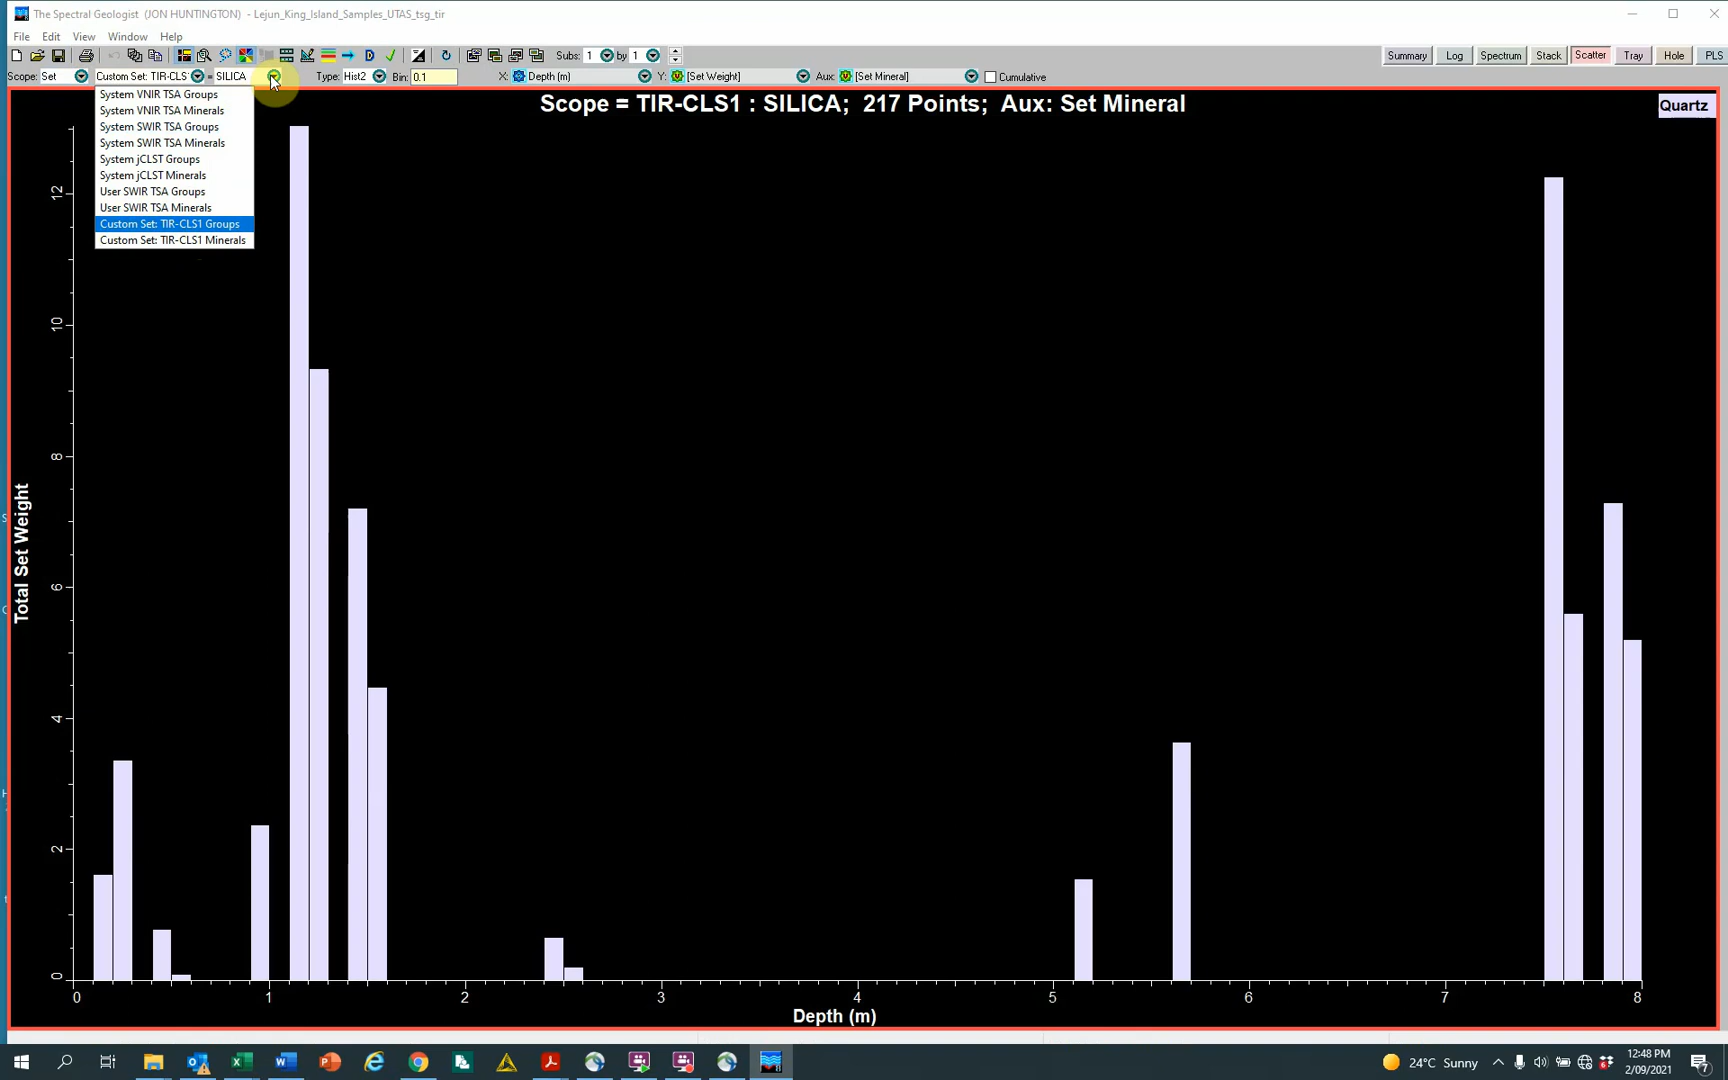 The Spectral Geologist (JON HUNTINGTON) - Lejun_King_Island_Samples_UTAS_tsg_tir
File Edit View Window Help
Subs: 1 by 1
Summary Log Spectrum Stack Scatter Tray Hole PLS
Scope: Set Custom Set: TIR-CLS = SILICA Type: Hist2 Bin: 0.1 X: Depth (m) Y: [Set Weight] Aux: [Set Mineral] Cumulative
System VNIR TSA Groups
System VNIR TSA Minerals
System SWIR TSA Groups
System SWIR TSA Minerals
System jCLST Groups
System jCLST Minerals
User SWIR TSA Groups
User SWIR TSA Minerals
Custom Set: TIR-CLS1 Groups
Custom Set: TIR-CLS1 Minerals
Scope = TIR-CLS1 : SILICA; 217 Points; Aux: Set Mineral
Quartz
Total Set Weight
12
10
8
6
4
2
0
0 1 2 3 4 5 6 7 8
Depth (m)
24°C Sunny
12:48 PM
2/09/2021
7